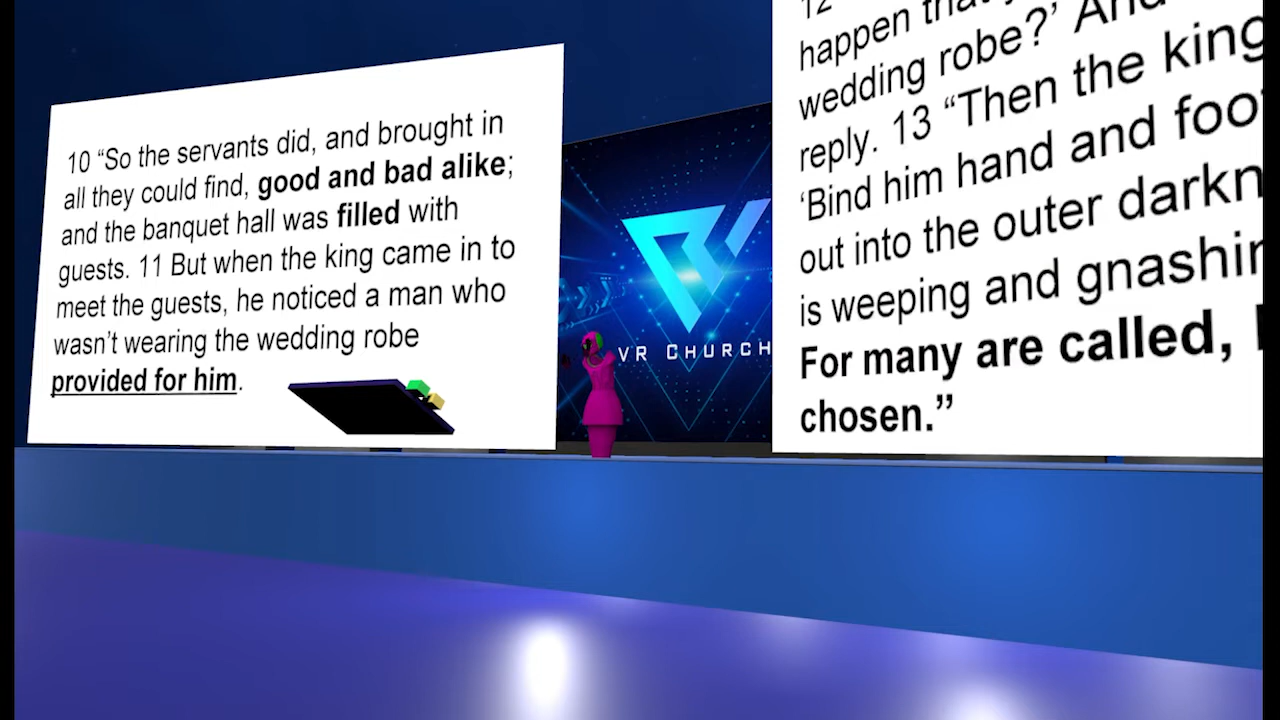 10 “So the servants did, and brought in
all they could find, good and bad alike;
and the banquet hall was filled with
guests. 11 But when the king came in to
meet the guests, he noticed a man who
wasn’t wearing the wedding robe
provided for him.
VR CHURCH
12
happen that
wedding robe?’ And
reply. 13 “Then the king
‘Bind him hand and
out into the outer
is weeping and
For many are called,
chosen.”